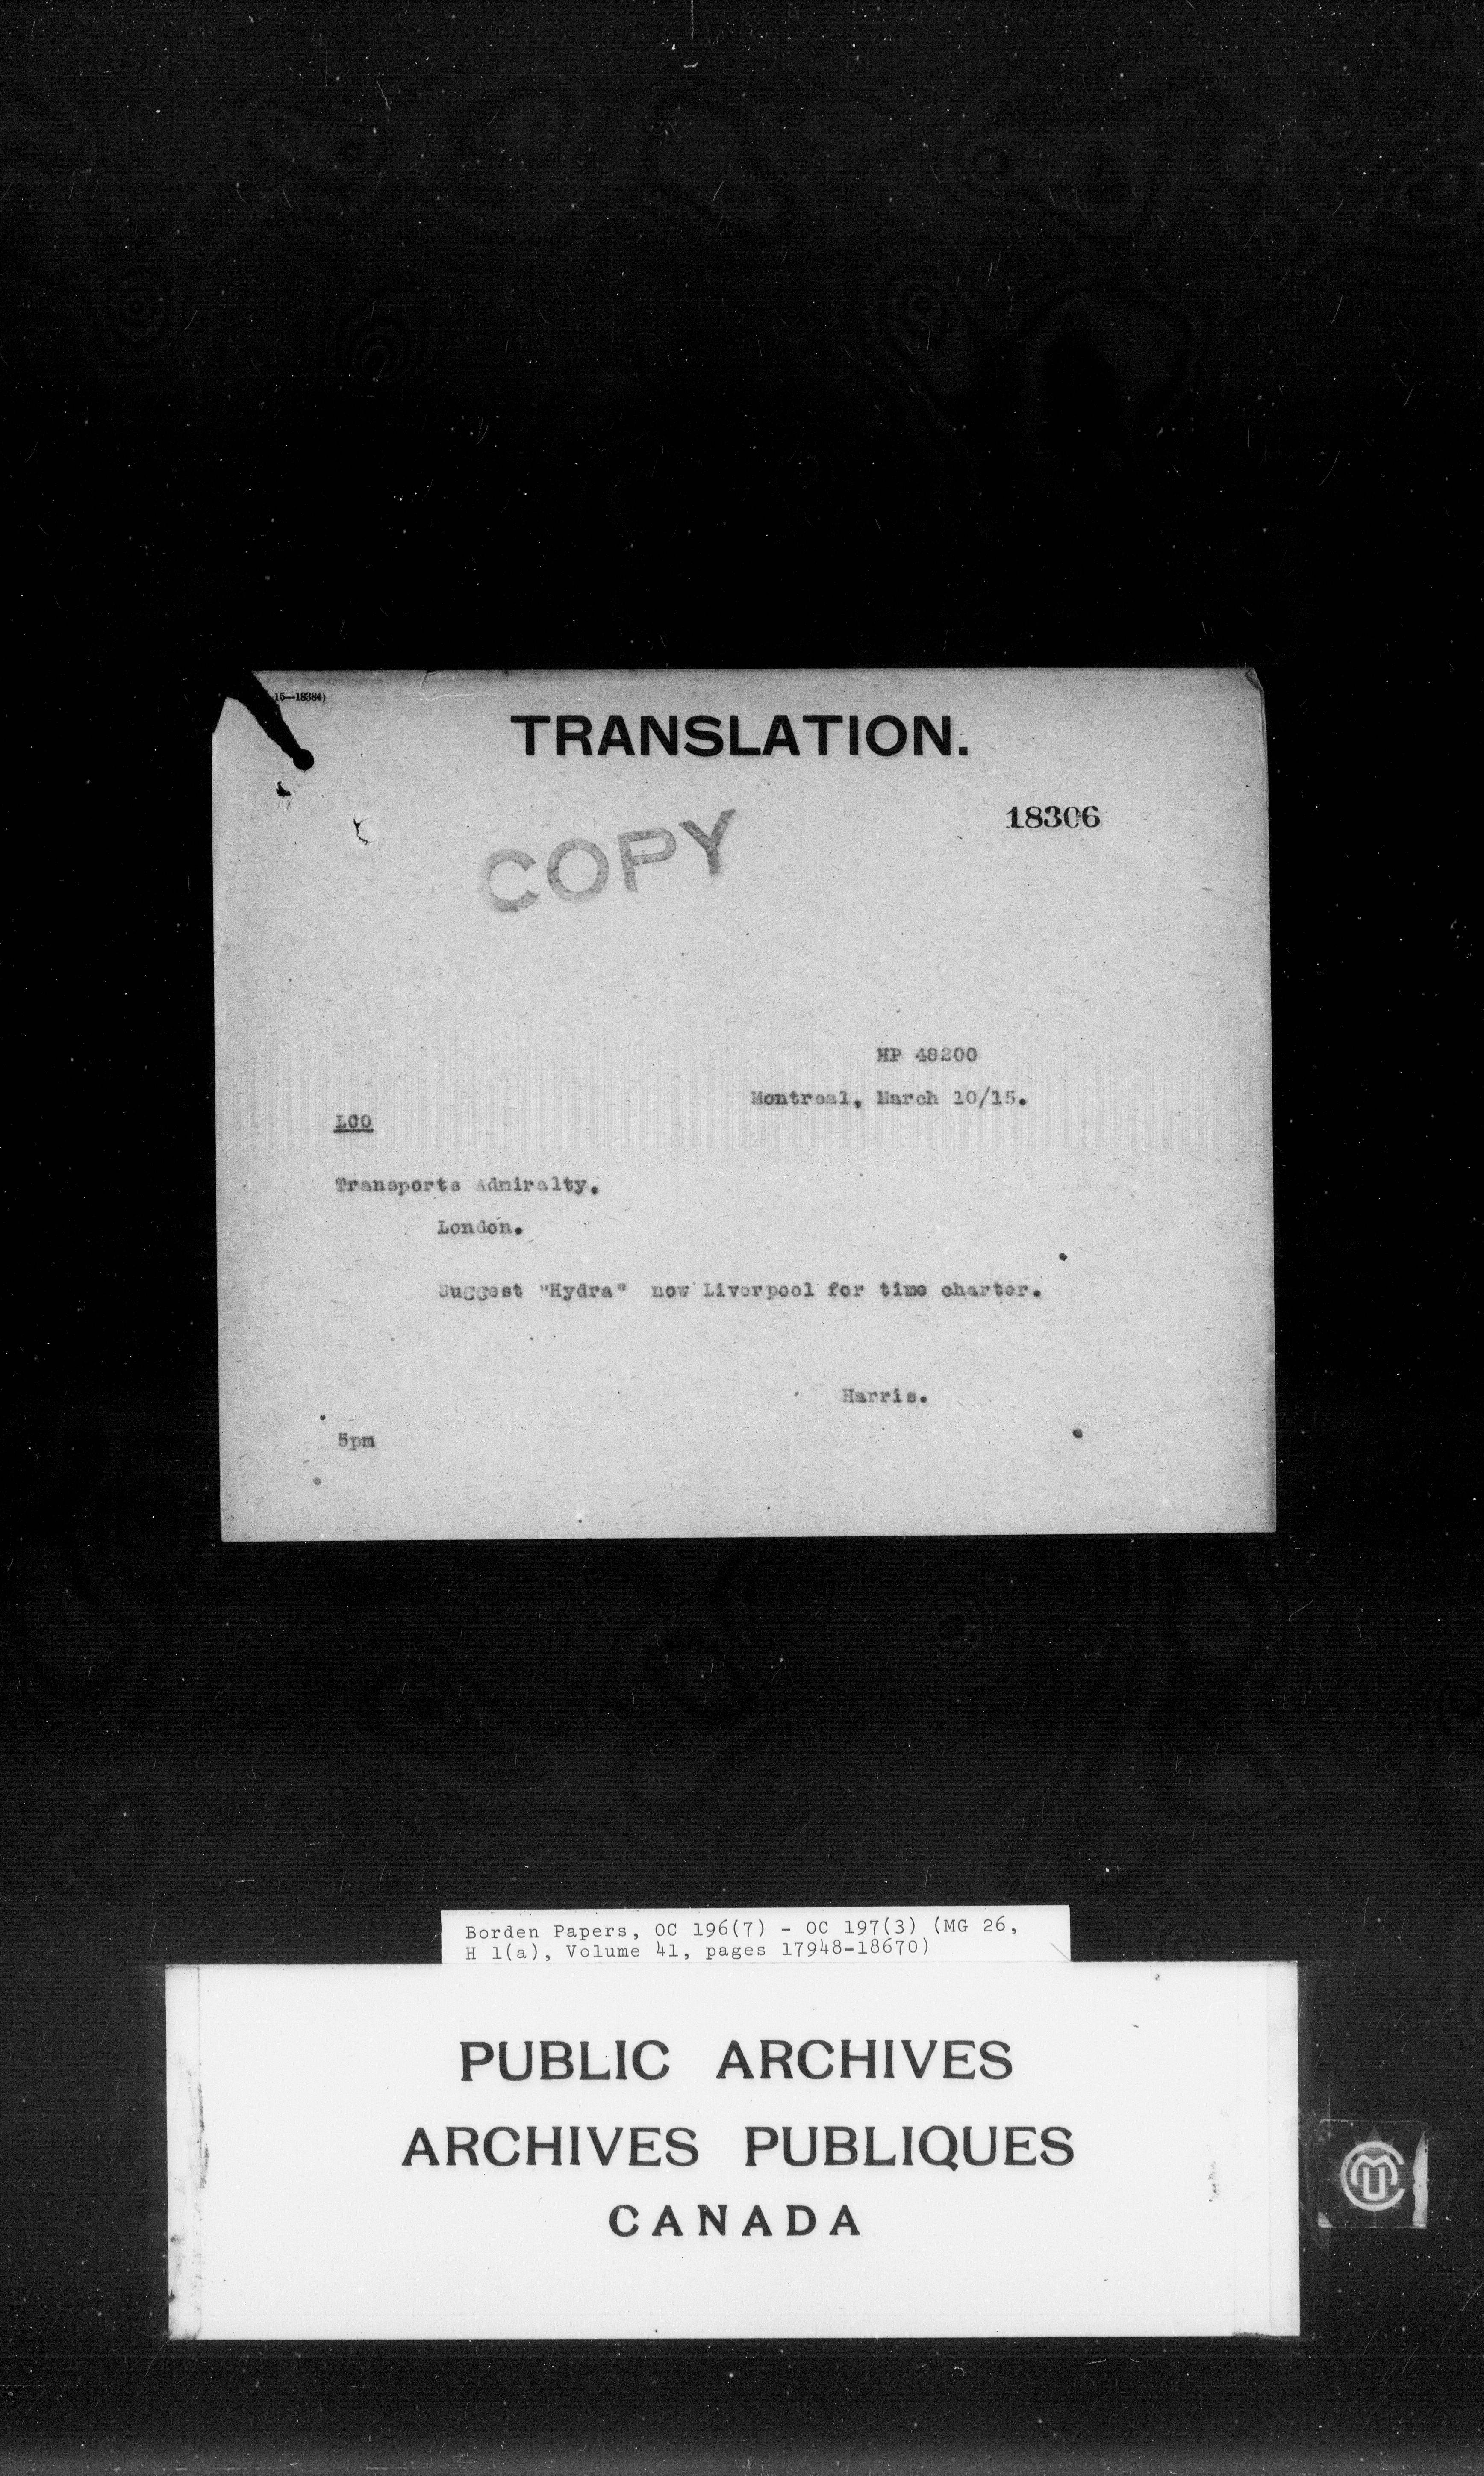 15—18384)
TRANSLATION.
18306
COPY
HP 48200
Montreal, March 10/15.
LCO
Transports Admiralty,
London.
Suggest "Hydra" now Liverpool for time charter.
Harris.
5pm
Borden Papers, OC 196(7) - OC 197(3) (MG 26,
H 1(a), Volume 41, pages 17948-18670)
PUBLIC ARCHIVES
ARCHIVES PUBLIQUES
CANADA